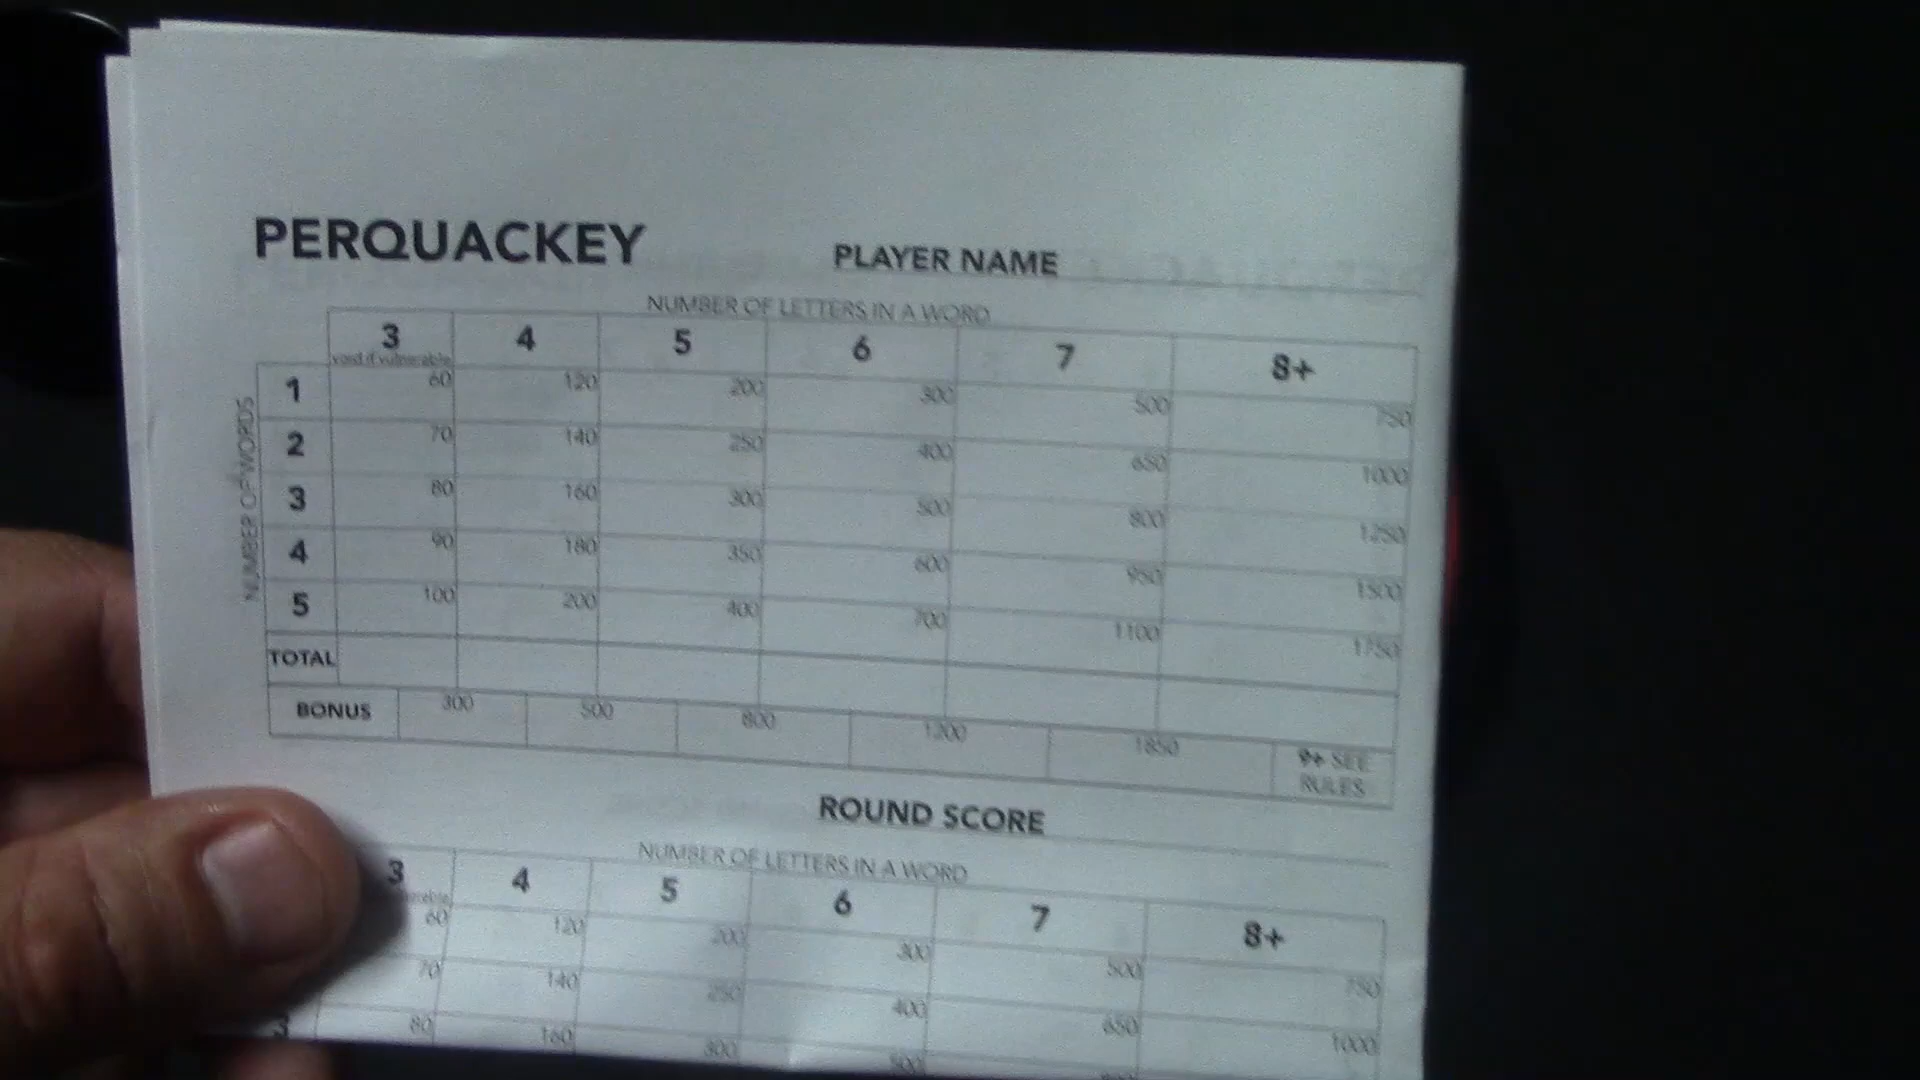 PERQUACKEY PLAYER NAME
NUMBER OF LETTERS IN A WORD
3 4 5 6 7 8+
void if vulnerable
NUMBER OF WORDS
1 60 120 200 300 500 750
2 70 140 250 400 650 1000
3 80 160 300 500 800 1250
4 90 180 350 600 950 1500
5 100 200 400 700 1100 1750
TOTAL
BONUS 300 500 800 1200 1850 9+ SEE
RULES
ROUND SCORE
NUMBER OF LETTERS IN A WORD
3 4 5 6 7 8+
60 120 200 300 500 750
70 140 250 400 650 1000
3 80 160 300 500